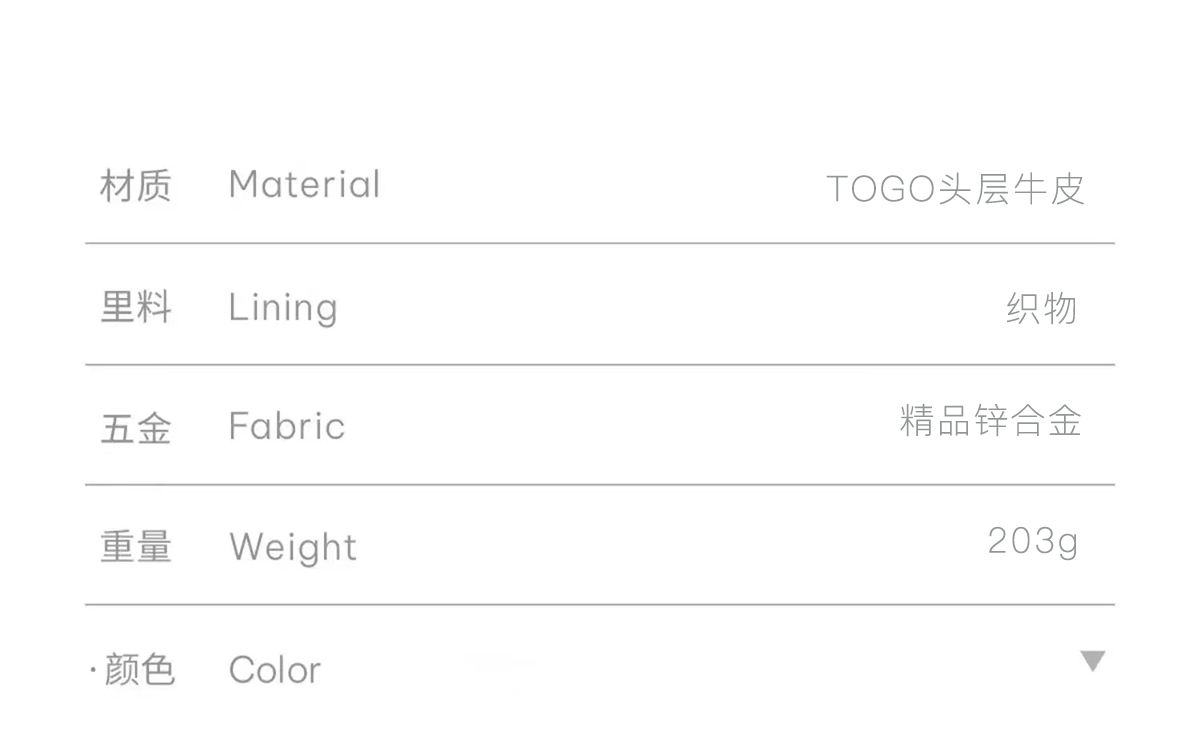 材质 Material TOGO头层牛皮
里料 Lining 织物
五金 Fabric 精品锌合金
重量 Weight 203g
·颜色 Color ▼